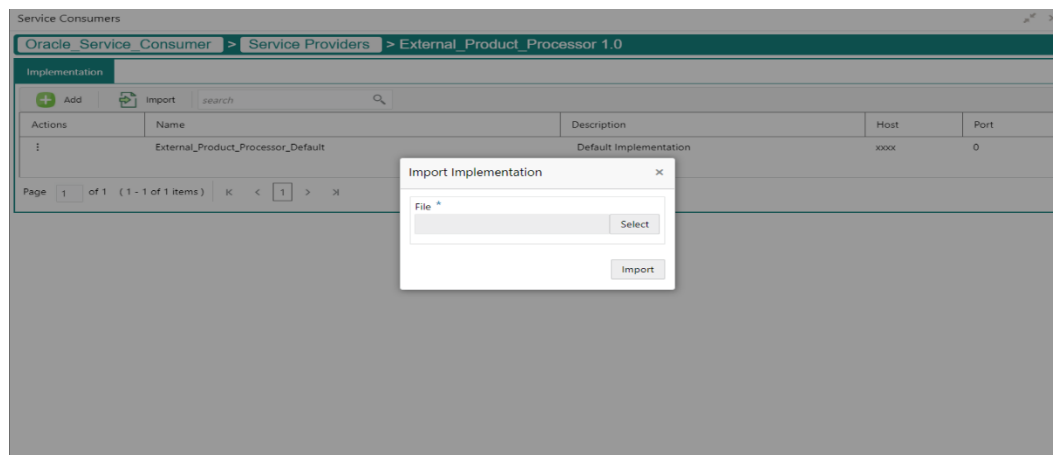 Service Consumers
Oracle_Service_Consumer > Service Providers > External_Product_Processor 1.0
Implementation
Add Import search
Actions Name Description Host Port
External_Product_Processor_Default Default Implementation xxxx 0
Page 1 of 1 (1 - 1 of 1 items) K < 1 > >|
Import Implementation ×
File *
Select
Import